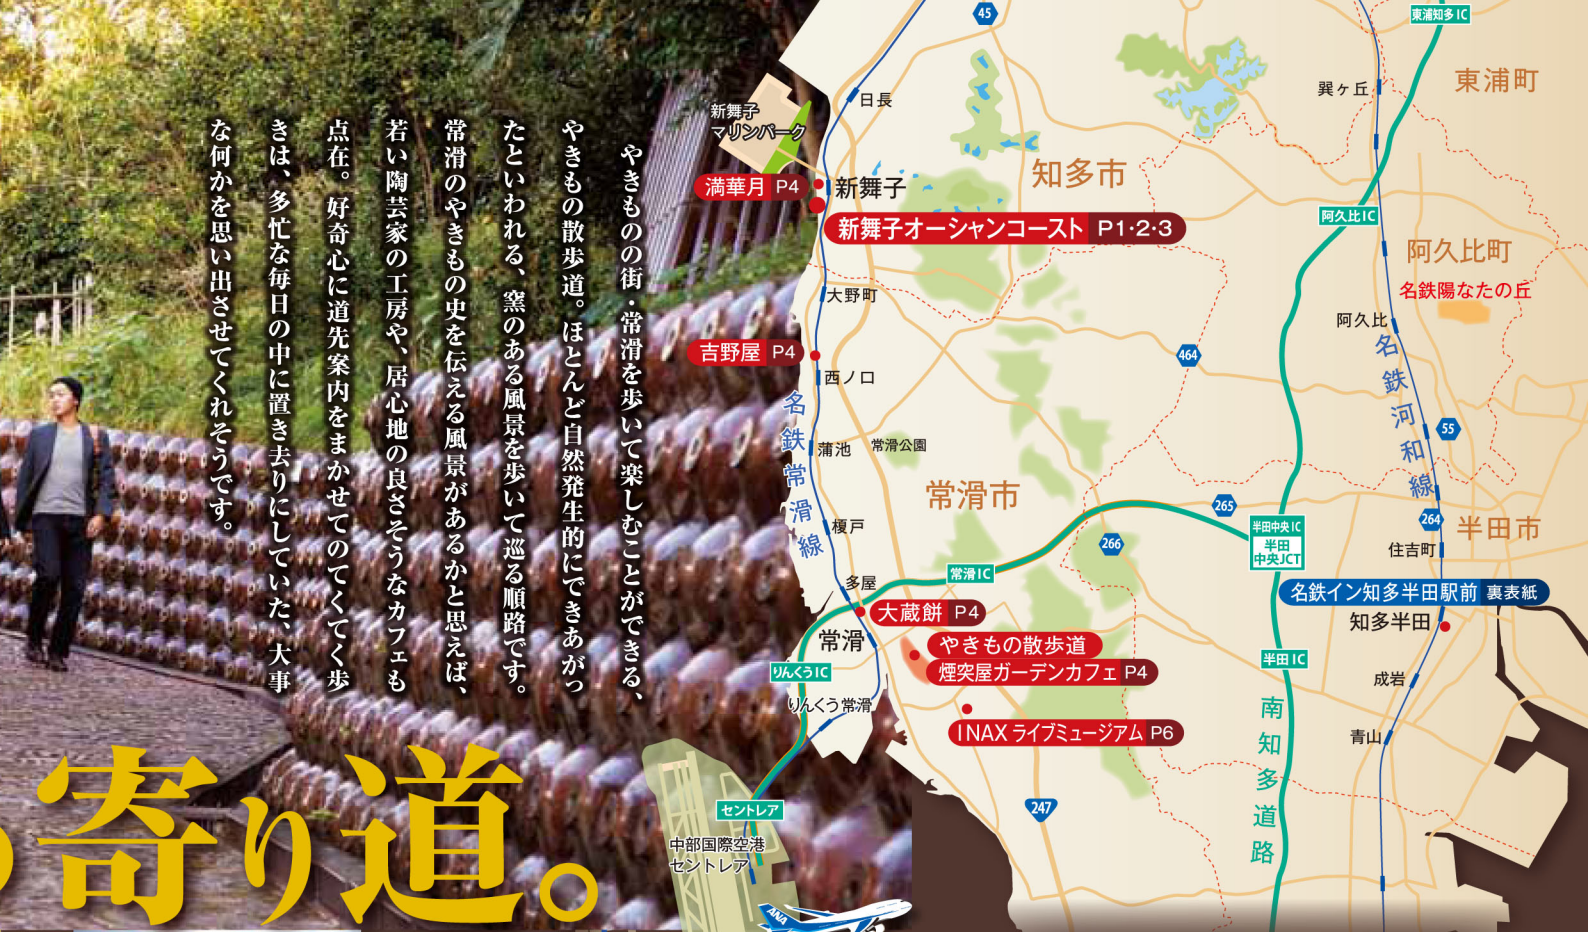 やきものの街・常滑を歩いて楽しむことができる、
やきもの散歩道。ほとんど自然発生的にできあがっ
たといわれる、窯のある風景を歩いて巡る順路です。
常滑のやきもの史を伝える風景があるかと思えば、
若い陶芸家の工房や、居心地の良さそうなカフェも
点在。好奇心に道先案内をまかせてのてくてく歩
きは、多忙な毎日の中に置き去りにしていた、大事
な何かを思い出させてくれそうです。
寄り道。
45
東浦知多IC
東浦町
巽ヶ丘
日長
新舞子
マリンパーク
知多市
満華月 P4
新舞子
新舞子オーシャンコースト P1・2・3
阿久比IC
阿久比町
名鉄陽なたの丘
大野町
阿久比
吉野屋 P4
464
西ノ口
名鉄常滑線
名鉄河和線
55
蒲池
常滑公園
常滑市
265
264
榎戸
266
半田中央IC
半田
中央JCT
半田市
住吉町
常滑IC
多屋
名鉄イン知多半田駅前 裏表紙
大蔵餅 P4
知多半田
常滑
やきもの散歩道
煙突屋ガーデンカフェ P4
半田IC
りんくうIC
成岩
りんくう常滑
INAXライブミュージアム P6
南知多道路
青山
247
セントレア
中部国際空港
セントレア
ANA